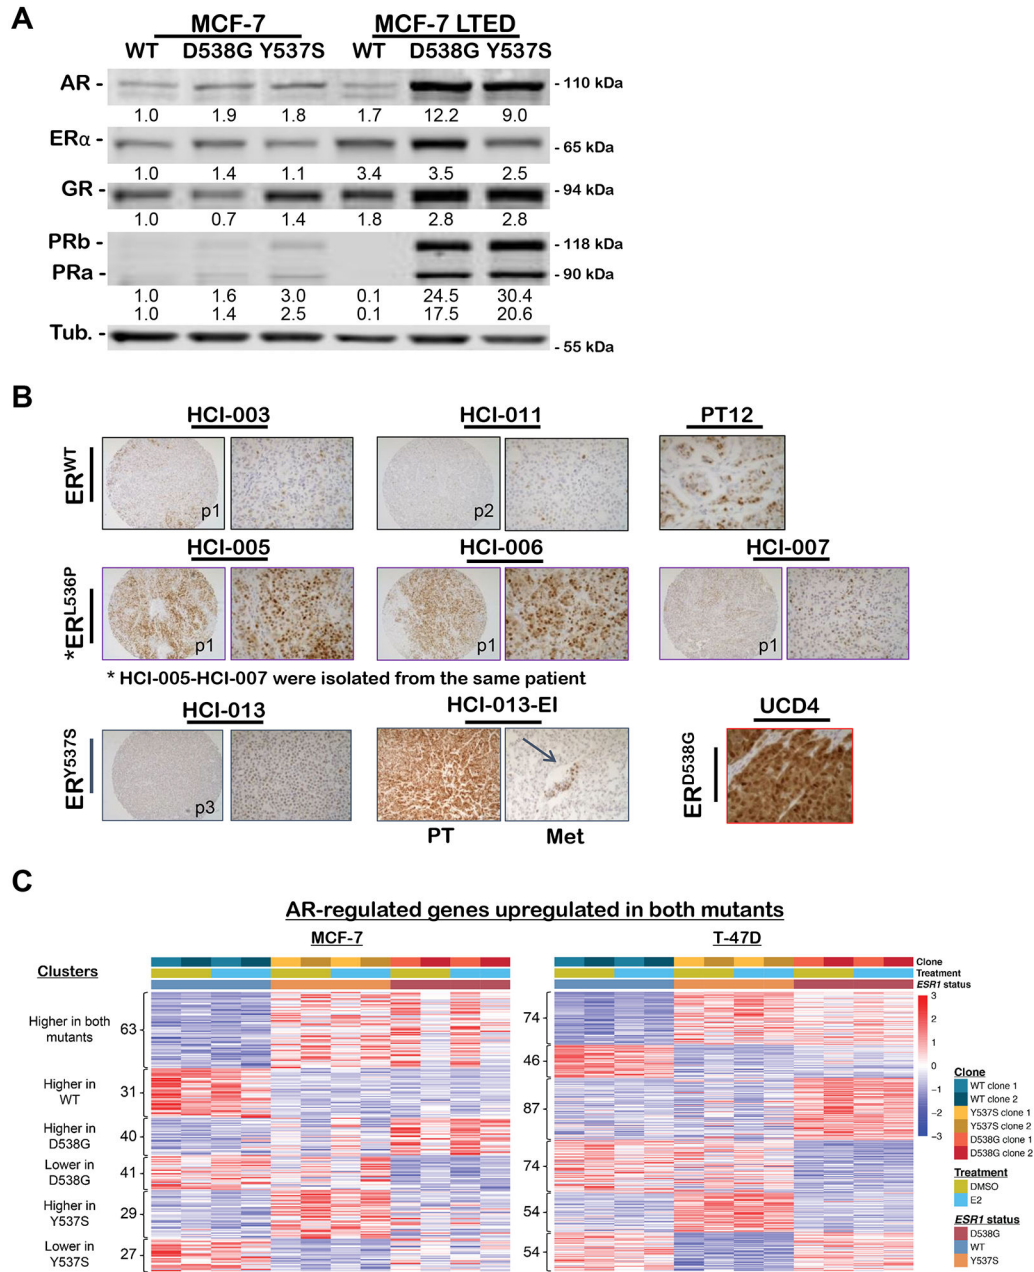 A
MCF-7 MCF-7 LTED
WT D538G Y537S WT D538G Y537S
AR - - 110 kDa
1.0 1.9 1.8 1.7 12.2 9.0
ERα - - 65 kDa
1.0 1.4 1.1 3.4 3.5 2.5
GR - - 94 kDa
1.0 0.7 1.4 1.8 2.8 2.8
PRb - - 118 kDa
PRa - - 90 kDa
1.0 1.6 3.0 0.1 24.5 30.4
1.0 1.4 2.5 0.1 17.5 20.6
Tub. -
- 55 kDa
B
HCI-003 HCI-011 PT12
ERWT
p1 p2
HCI-005 HCI-006 HCI-007
*ERL536P
p1 p1 p1
* HCI-005-HCI-007 were isolated from the same patient
HCI-013 HCI-013-EI UCD4
ERY537S
p3
ERD538G
PT Met
C
AR-regulated genes upregulated in both mutants
MCF-7 T-47D
Clusters
Clone
Treatment
ESR1 status
Higher in both
mutants
63
Higher in
WT
31
Higher in
D538G
40
Lower in
D538G
41
Higher in
Y537S
29
Lower in
Y537S
27
74
46
87
74
54
54
3
2
1
0
−1
−2
−3
Clone
WT clone 1
WT clone 2
Y537S clone 1
Y537S clone 2
D538G clone 1
D538G clone 2
Treatment
DMSO
E2
ESR1 status
D538G
WT
Y537S